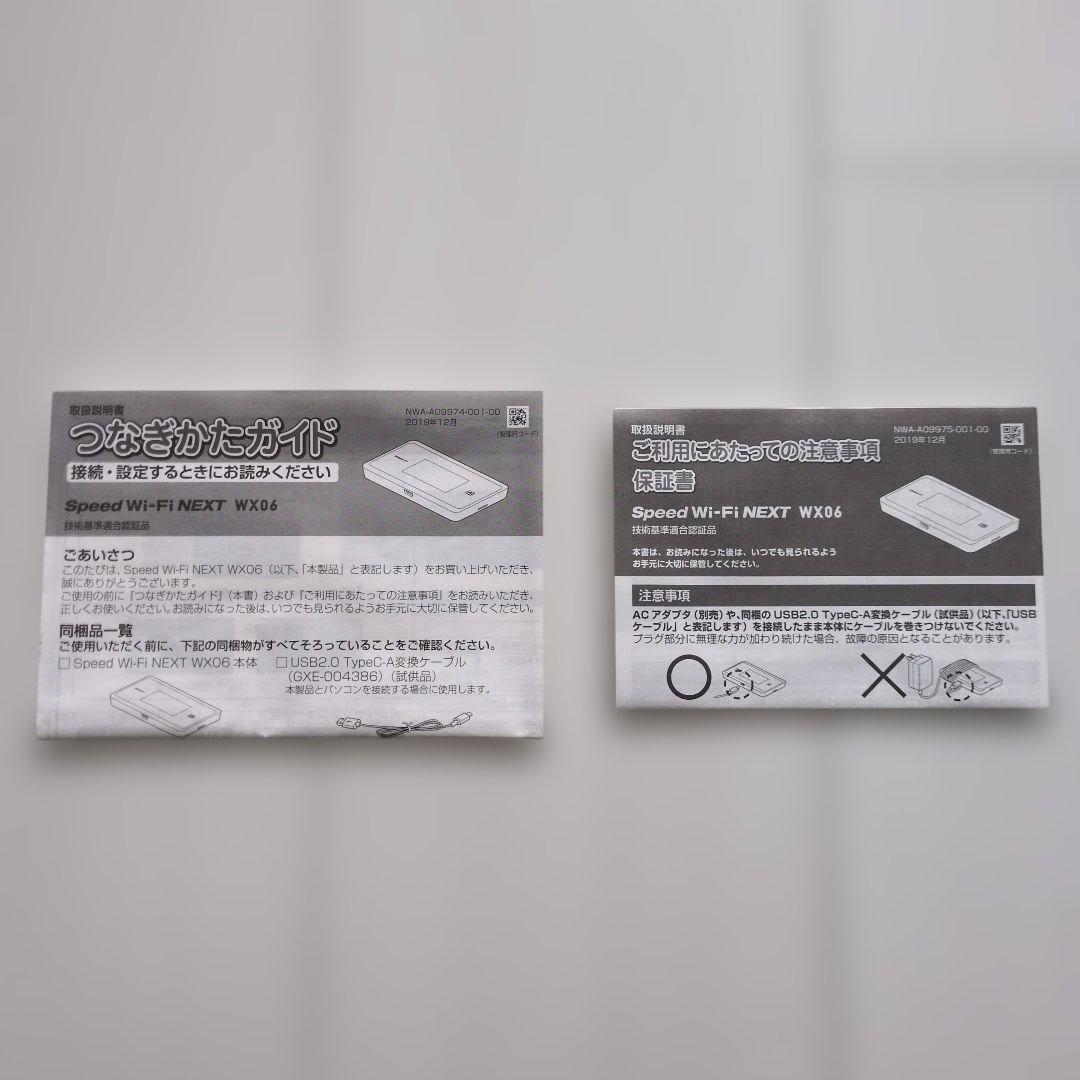 取扱説明書
つなぎかたガイド
接続・設定するときにお読みください
NWA-A09974-001-00
2019年12月
(管理用コード)
Speed Wi-Fi NEXT WX06
技術基準適合認証品
ごあいさつ
このたびは、Speed Wi-Fi NEXT WX06（以下、「本製品」と表記します）をお買い上げいただき、
誠にありがとうございます。
ご使用の前に『つなぎかたガイド』（本書）および『ご利用にあたっての注意事項』をお読みいただき、
正しくお使いください。お読みになった後は、いつでも見られるようお手元に大切に保管してください。
同梱品一覧
ご使用いただく前に、下記の同梱物がすべてそろっていることをご確認ください。
□ Speed Wi-Fi NEXT WX06 本体
□ USB2.0 TypeC-A変換ケーブル
（GXE-004386）（試供品）
本製品とパソコンを接続する場合に使用します。
取扱説明書
ご利用にあたっての注意事項
保証書
NWA-A09975-001-00
2019年12月
(管理用コード)
Speed Wi-Fi NEXT WX06
技術基準適合認証品
本書は、お読みになった後は、いつでも見られるよう
お手元に大切に保管してください。
注意事項
ACアダプタ（別売）や、同梱のUSB2.0 TypeC-A変換ケーブル（試供品）（以下、「USB
ケーブル」と表記します）を接続したまま本体にケーブルを巻きつけないでください。
プラグ部分に無理な力が加わり続けた場合、故障の原因となることがあります。